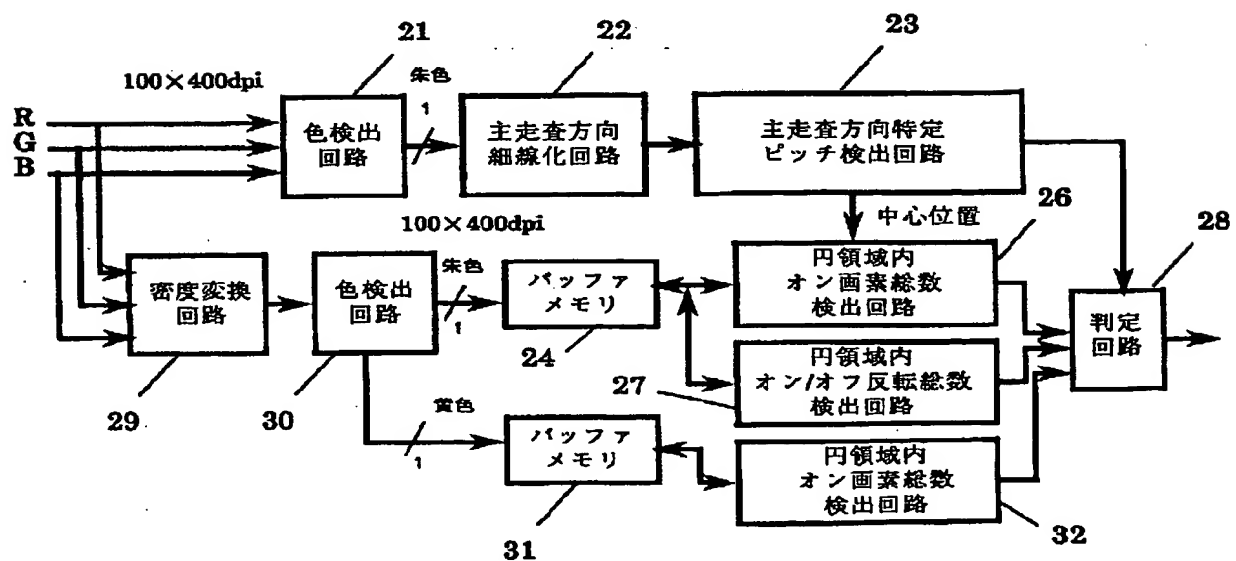 21
22
23
100×400dpi
朱色
1
R
G
B
色検出
回路
主走査方向
細線化回路
主走査方向特定
ピッチ検出回路
中心位置
26
28
100×400dpi
密度変換
回路
29
色検出
回路
30
朱色
1
バッファ
メモリ
24
円領域内
オン画素総数
検出回路
判定
回路
円領域内
オン/オフ反転総数
検出回路
27
黄色
1
バッファ
メモリ
31
円領域内
オン画素総数
検出回路
32